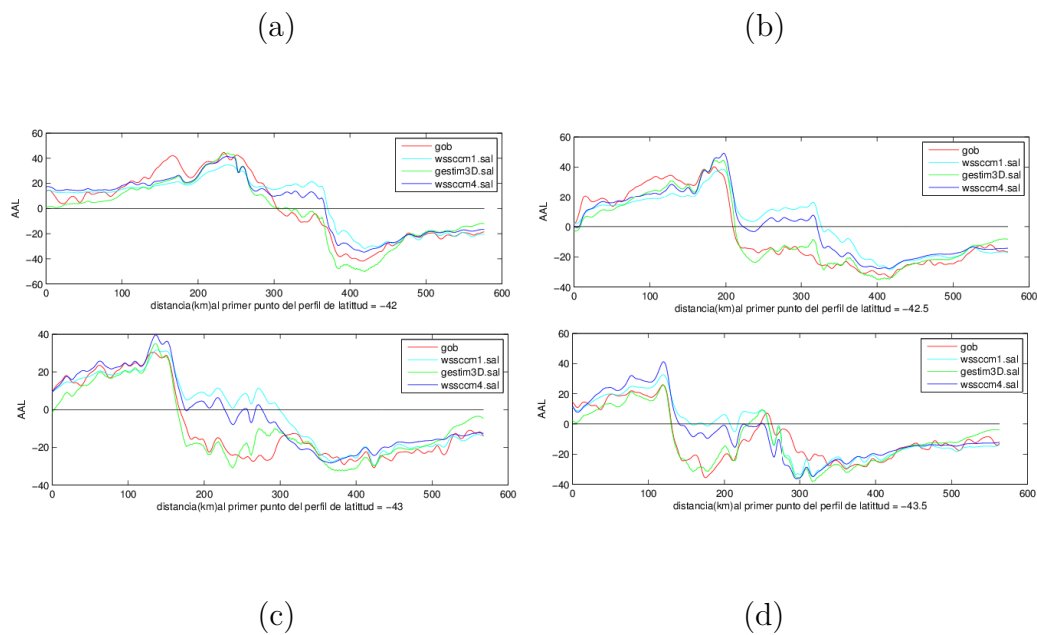 (a)
(b)
60
40
20
0
−20
−40
−60
AAL
0 100 200 300 400 500 600
distancia(km)al primer punto del perfil de latittud = −42
gob
wssccm1.sal
gestim3D.sal
wssccm4.sal
60
40
20
0
−20
−40
AAL
0 100 200 300 400 500 600
distancia(km)al primer punto del perfil de latittud = −42.5
gob
wssccm1.sal
gestim3D.sal
wssccm4.sal
40
20
0
−20
−40
AAL
0 100 200 300 400 500 600
distancia(km)al primer punto del perfil de latittud = −43
gob
wssccm1.sal
gestim3D.sal
wssccm4.sal
60
40
20
0
−20
−40
AAL
0 100 200 300 400 500 600
distancia(km)al primer punto del perfil de latittud = −43.5
gob
wssccm1.sal
gestim3D.sal
wssccm4.sal
(c)
(d)